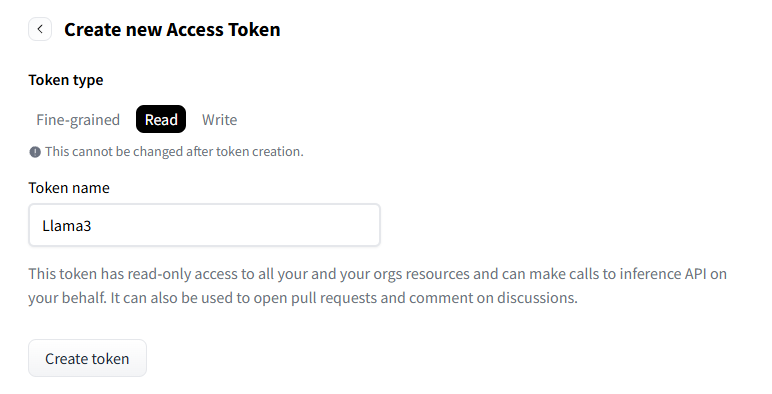 Create new Access Token
Token type
Fine-grained Read Write
This cannot be changed after token creation.
Token name
Llama3
This token has read-only access to all your and your orgs resources and can make calls to inference API on
your behalf. It can also be used to open pull requests and comment on discussions.
Create token